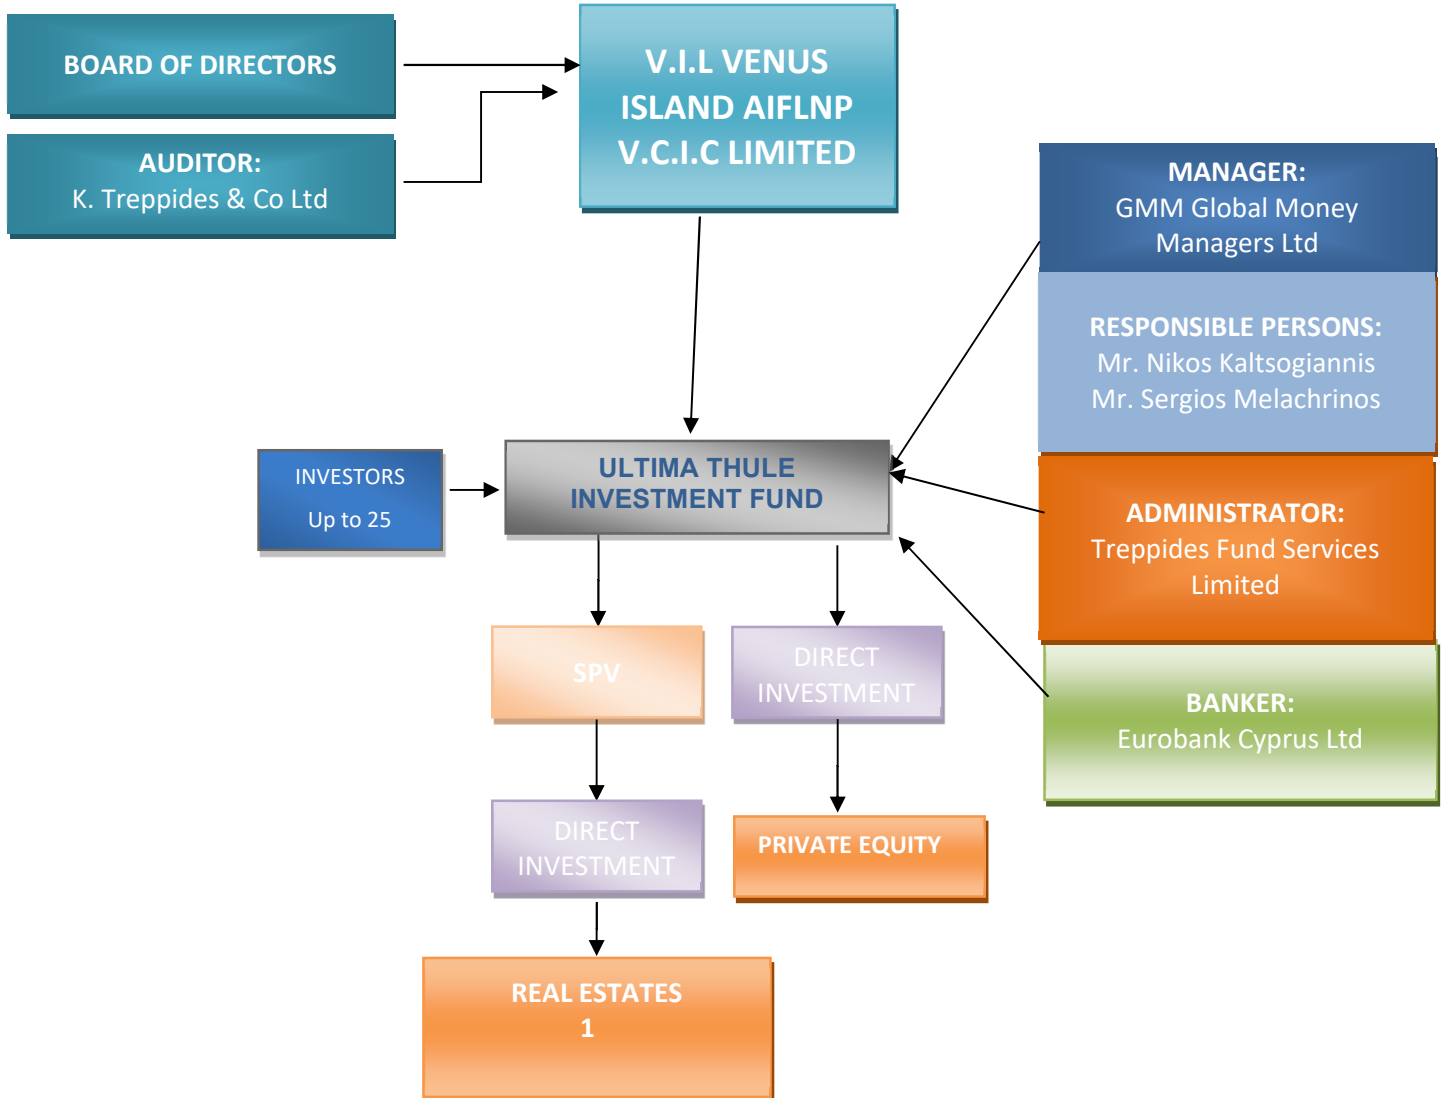 BOARD OF DIRECTORS
AUDITOR:
K. Treppides & Co Ltd
V.I.L VENUS
ISLAND AIFLNP
V.C.I.C LIMITED
MANAGER:
GMM Global Money
Managers Ltd
RESPONSIBLE PERSONS:
Mr. Nikos Kaltsogiannis
Mr. Sergios Melachrinos
INVESTORS
Up to 25
ULTIMA THULE
INVESTMENT FUND
ADMINISTRATOR:
Treppides Fund Services
Limited
SPV
DIRECT
INVESTMENT
BANKER:
Eurobank Cyprus Ltd
DIRECT
INVESTMENT
PRIVATE EQUITY
REAL ESTATES
1